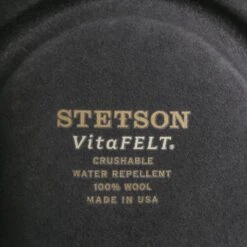 STETSON
VitaFELT®
CRUSHABLE
WATER REPELLENT
100% WOOL
MADE IN USA